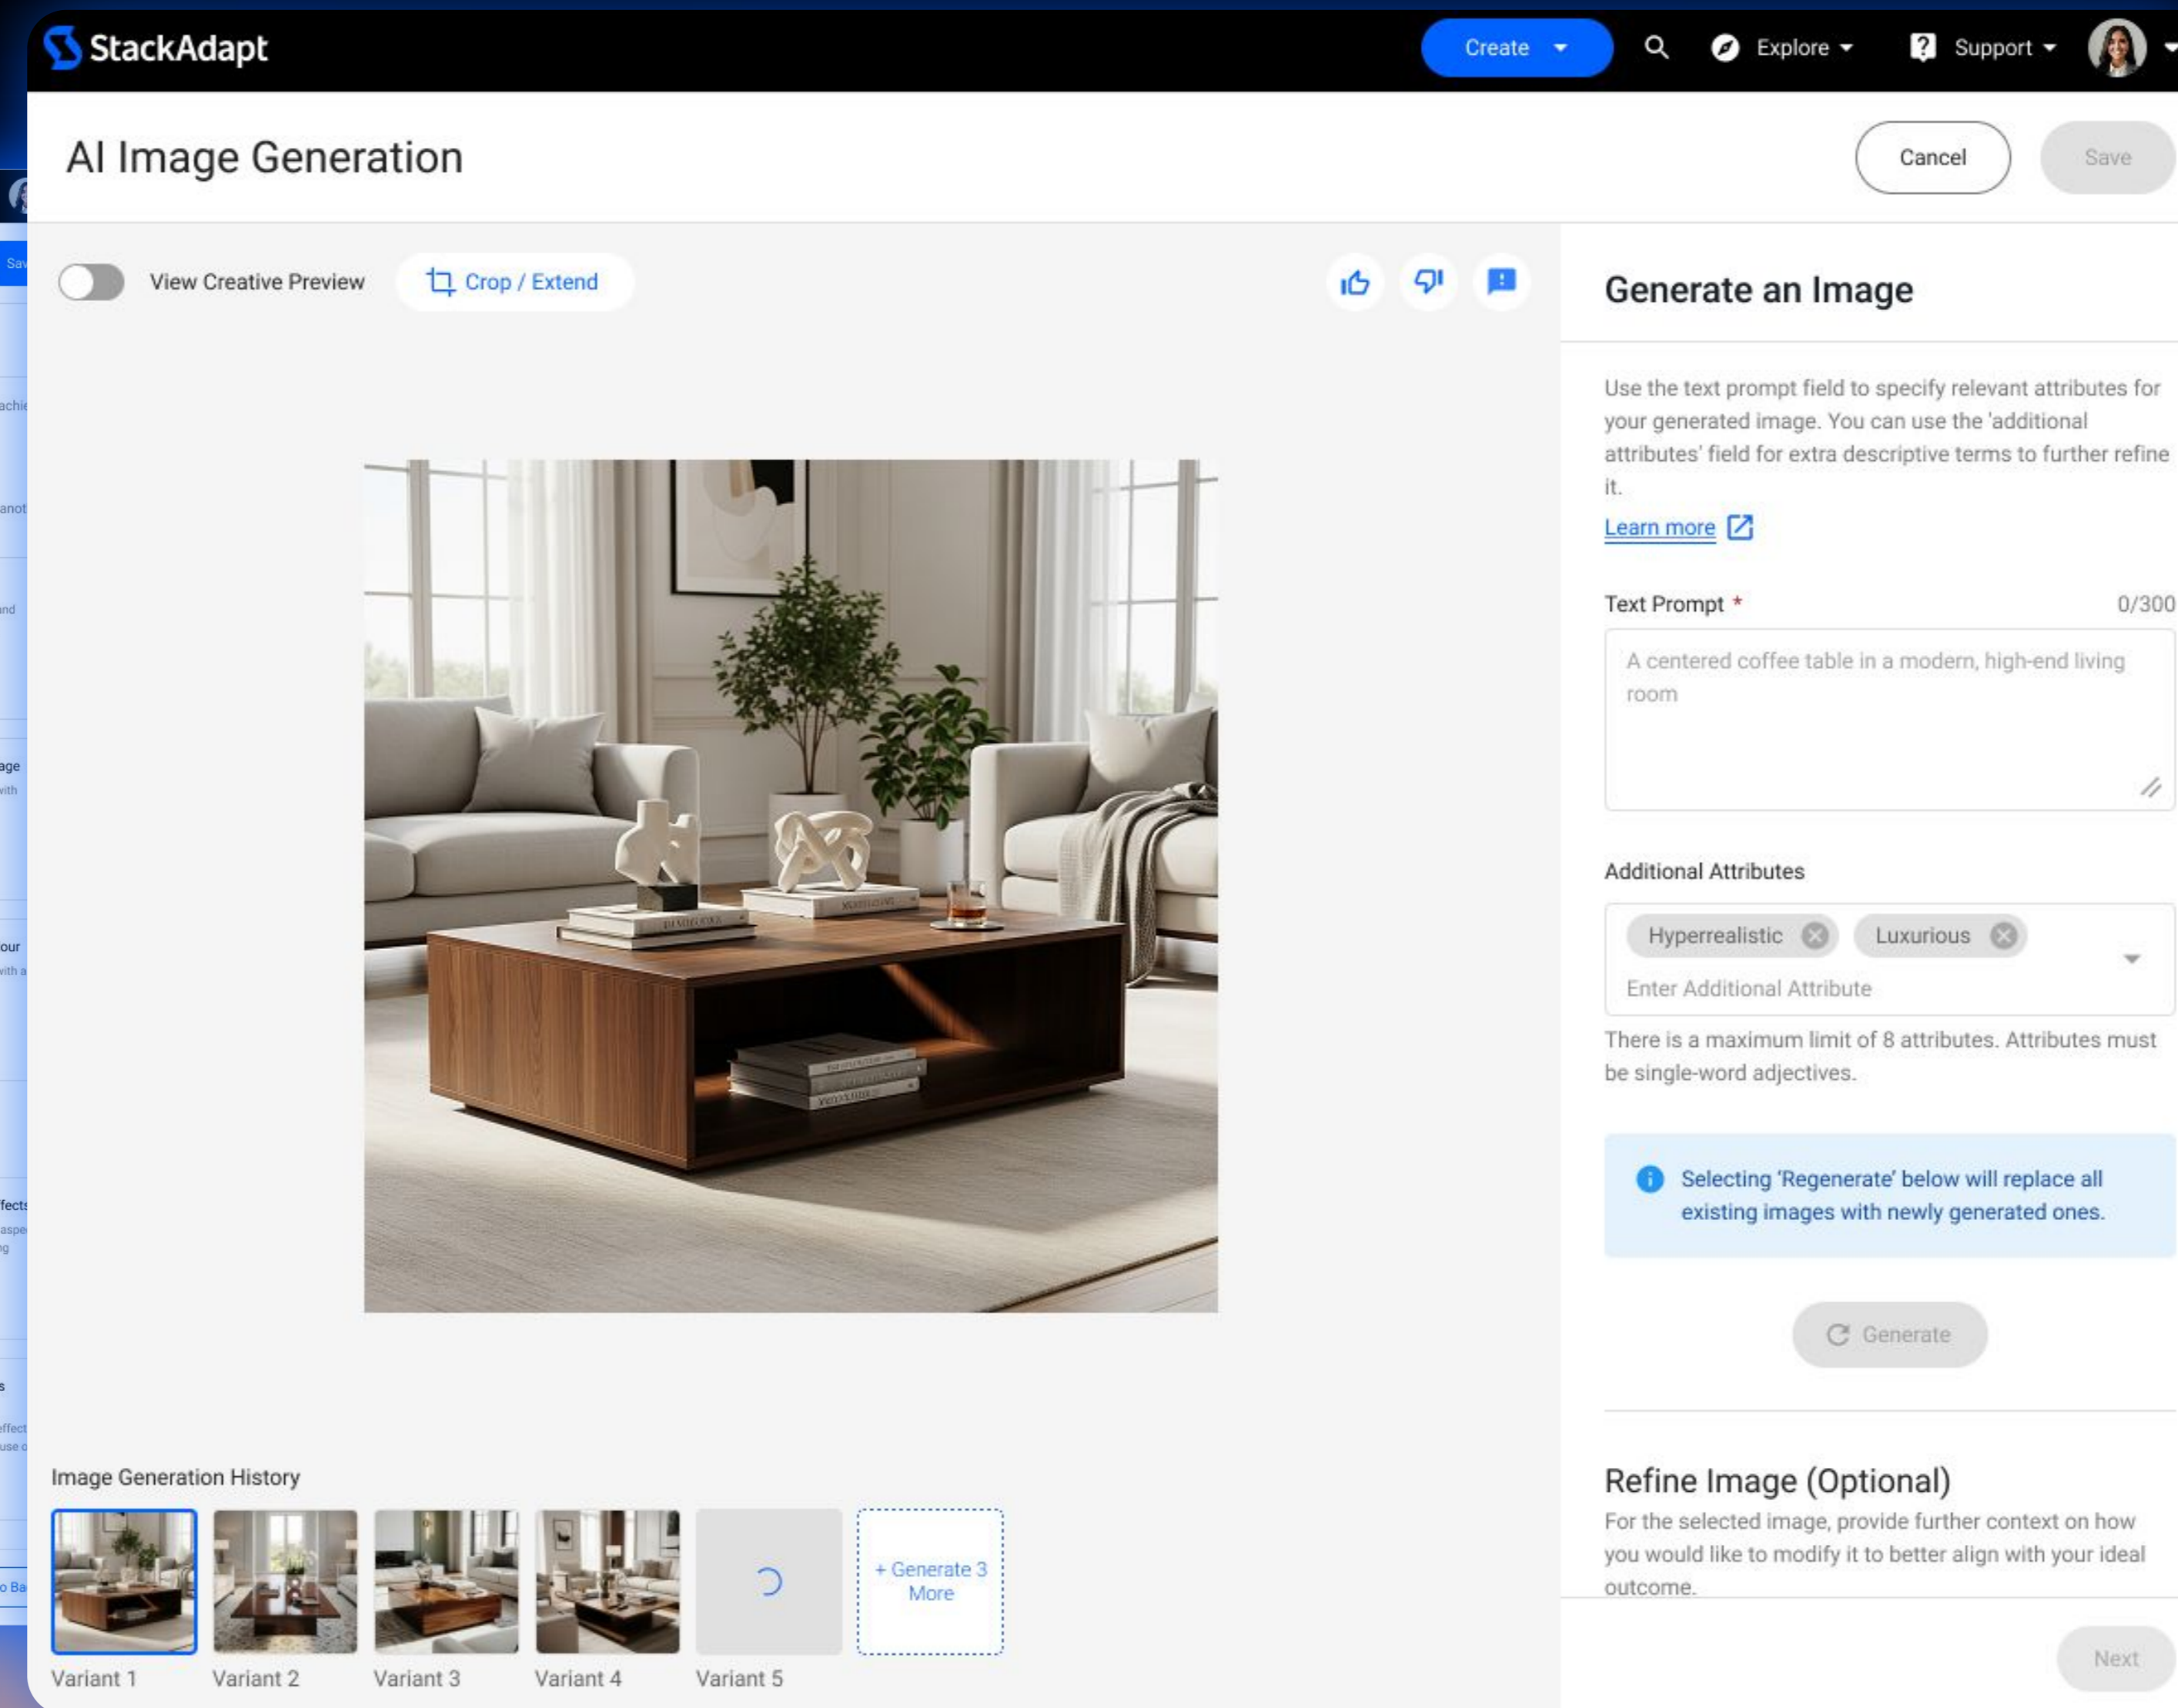 StackAdapt
Create
Explore
Support
AI Image Generation
Cancel
Save
View Creative Preview
Crop / Extend
Generate an Image
Use the text prompt field to specify relevant attributes for
your generated image. You can use the 'additional
attributes' field for extra descriptive terms to further refine
it.
Learn more
Text Prompt *
0/300
A centered coffee table in a modern, high-end living
room
Additional Attributes
Hyperrealistic
Luxurious
Enter Additional Attribute
There is a maximum limit of 8 attributes. Attributes must
be single-word adjectives.
Selecting ‘Regenerate’ below will replace all
existing images with newly generated ones.
Generate
Refine Image (Optional)
For the selected image, provide further context on how
you would like to modify it to better align with your ideal
outcome.
Next
Image Generation History
+ Generate 3
More
Variant 1
Variant 2
Variant 3
Variant 4
Variant 5